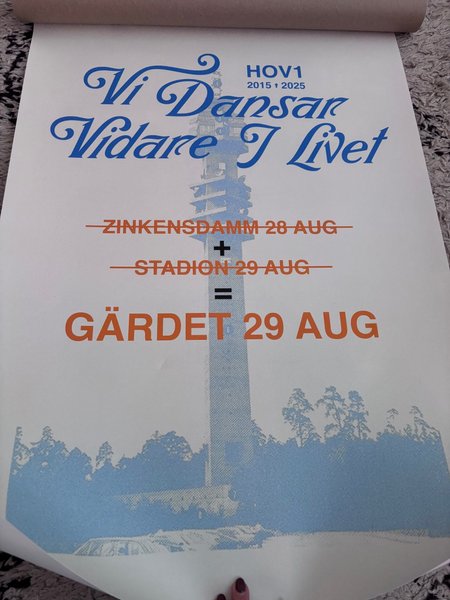 HOV1
2015 † 2025
Vi Dansar
Vidare I Livet
ZINKENSDAMM 28 AUG
+
STADION 29 AUG
=
GÄRDET 29 AUG